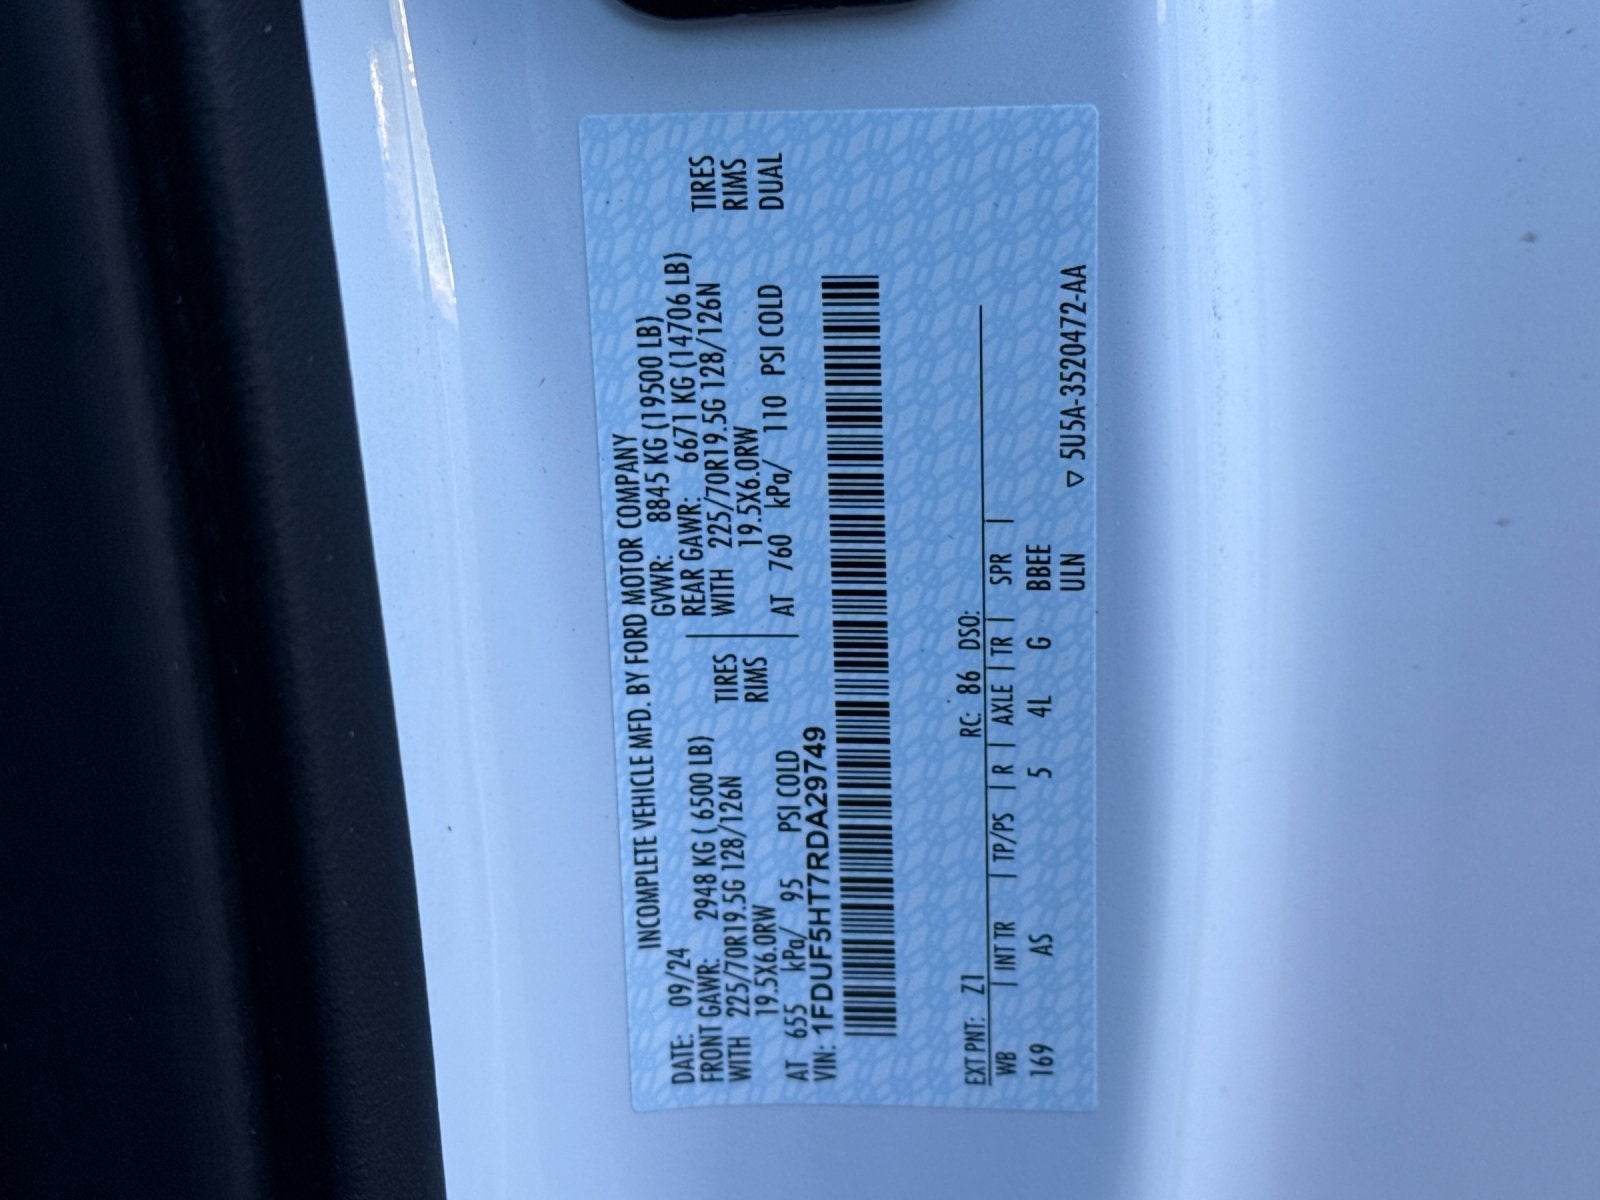 INCOMPLETE VEHICLE MFD. BY FORD MOTOR COMPANY
DATE: 09/24 GVWR: 8845 KG (19500 LB)
FRONT GAWR: 2948 KG ( 6500 LB) REAR GAWR: 6671 KG (14706 LB)
WITH 225/70R19.5G 128/126N TIRES WITH 225/70R19.5G 128/126N TIRES
19.5X6.0RW RIMS 19.5X6.0RW RIMS
AT 655 kPa/ 95 PSI COLD AT 760 kPa/ 110 PSI COLD DUAL
VIN: 1FDUF5HT7RDA29749
EXT PNT: Z1 RC: 86 DSO:
WB | INT TR | TP/PS | R | AXLE | TR | SPR |
169 AS 5 4L G BBEE
ULN ▽ 5U5A-3520472-AA